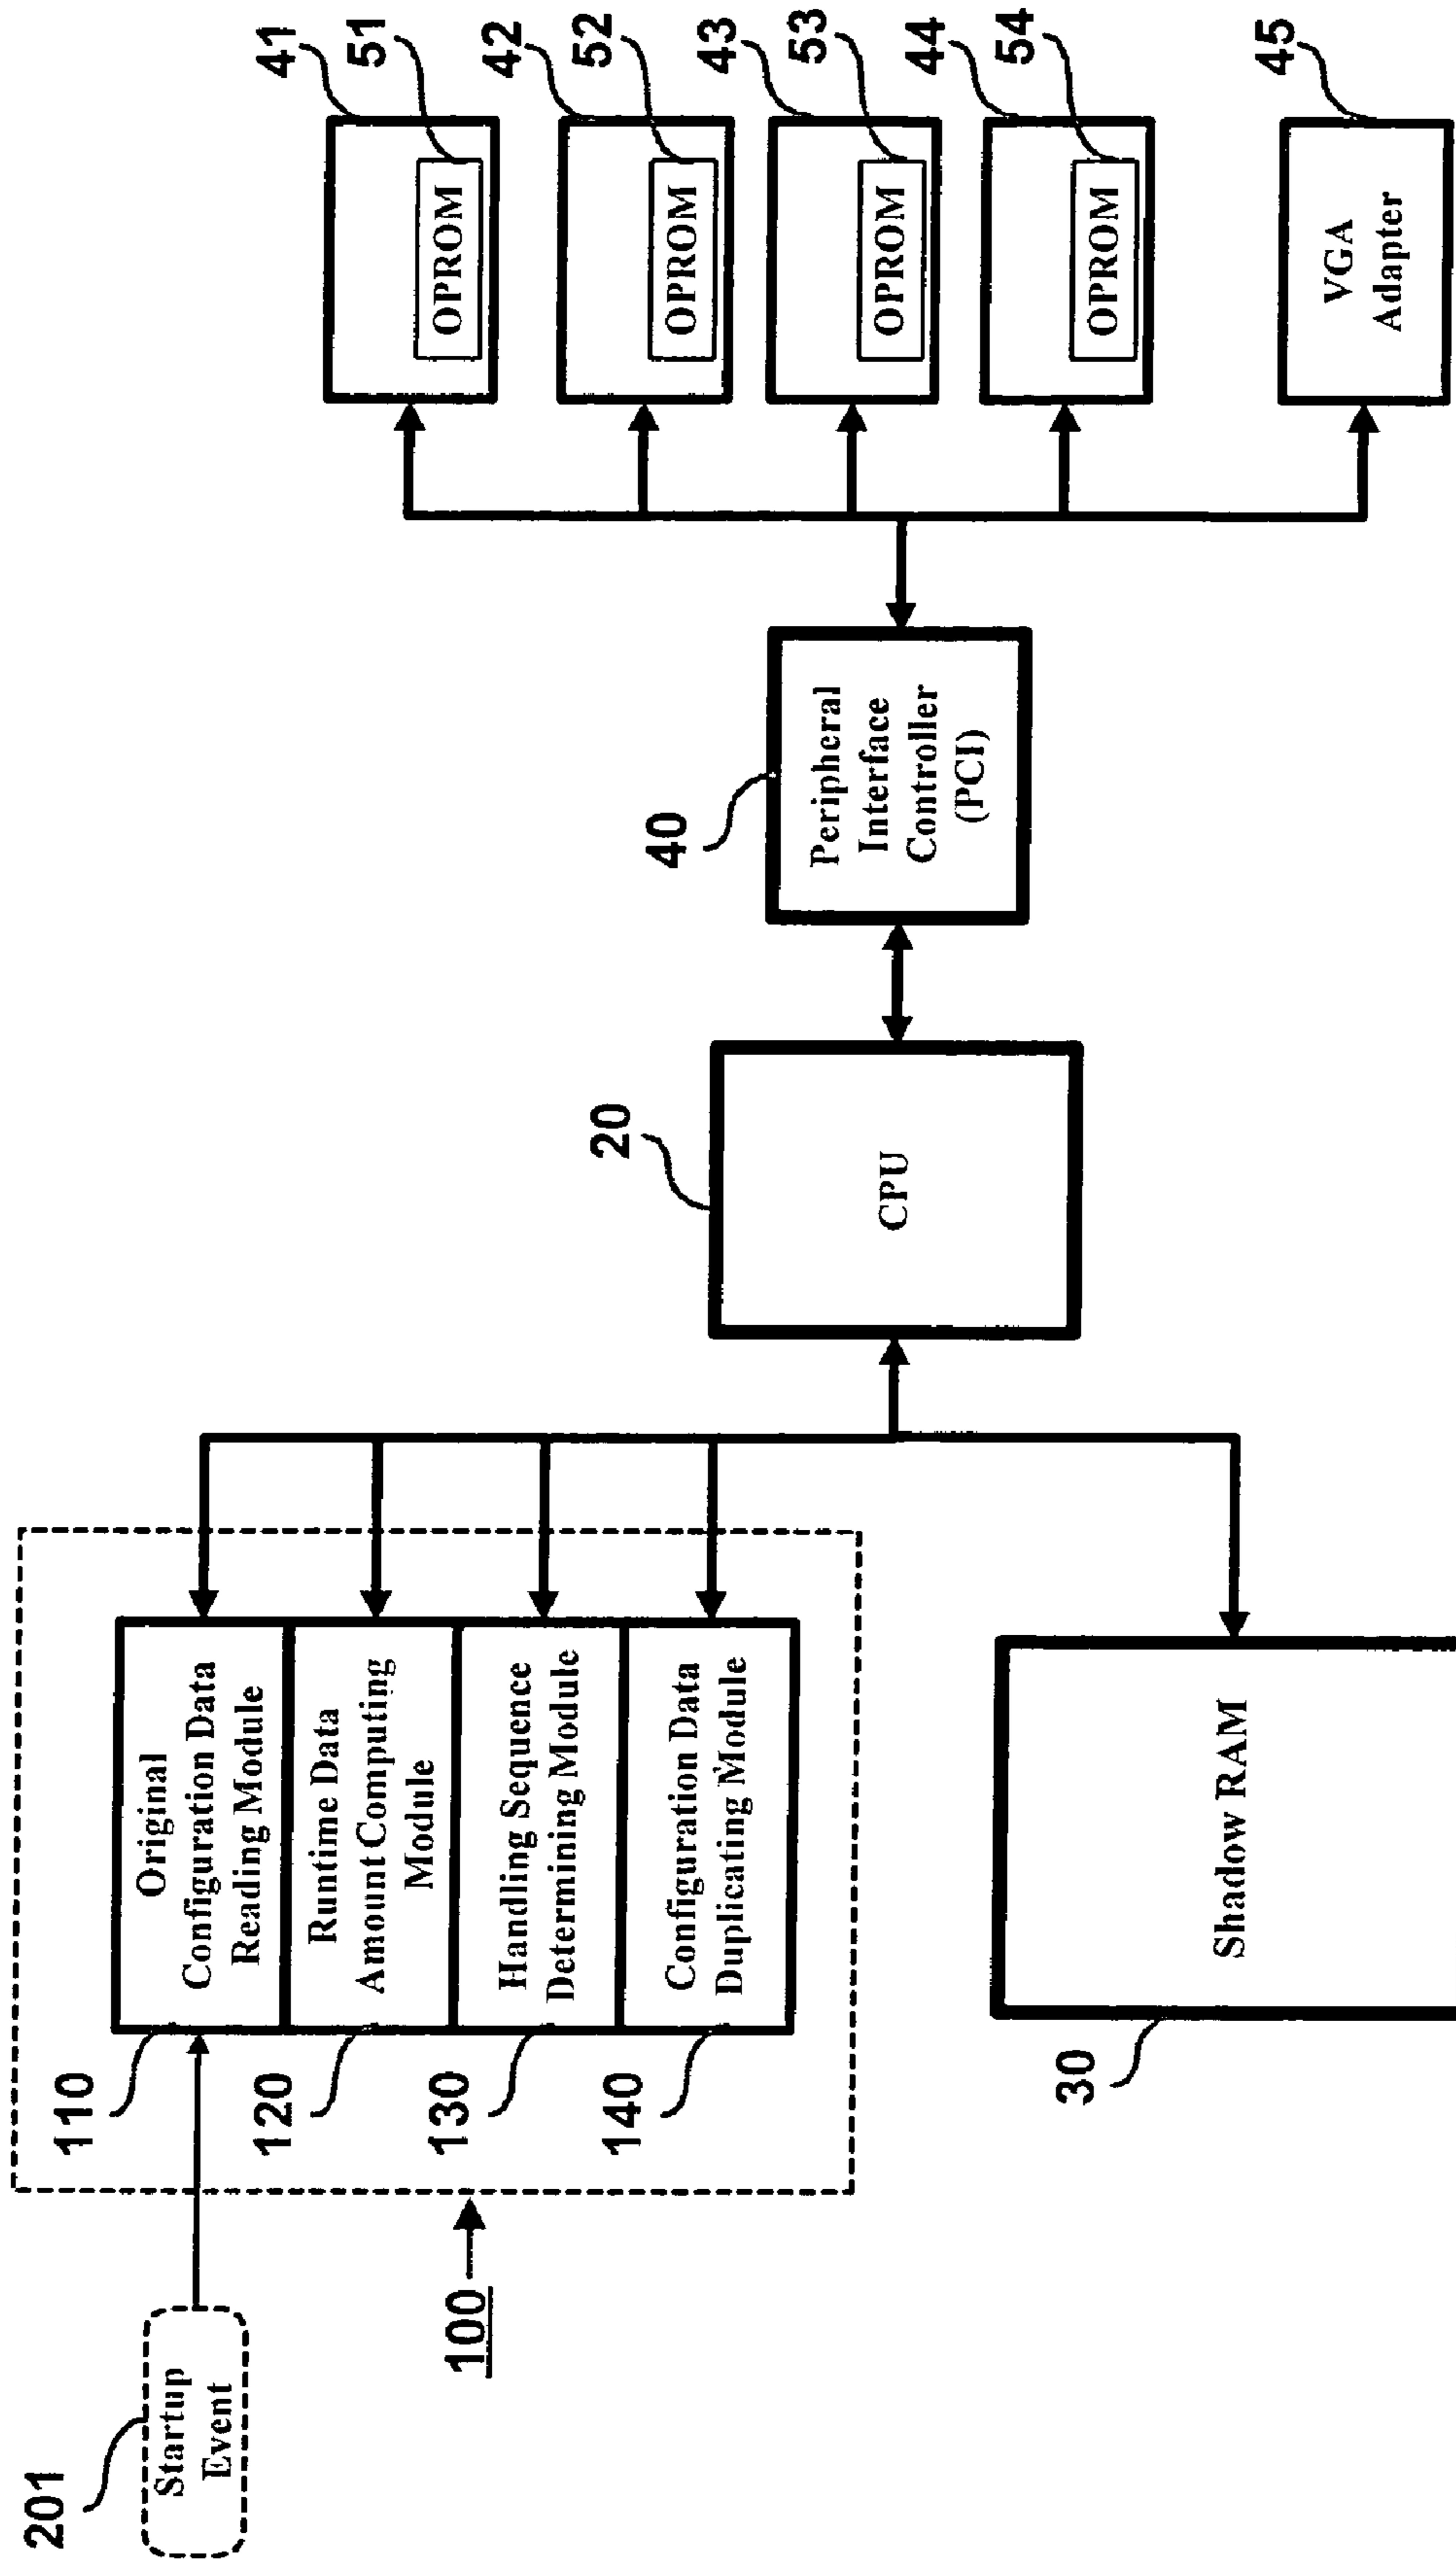 201
Startup
Event
100
110
Original
Configuration Data
Reading Module
120
Runtime Data
Amount Computing
Module
130
Handling Sequence
Determining Module
140
Configuration Data
Duplicating Module
30
Shadow RAM
20
CPU
40
Peripheral
Interface
Controller
(PCI)
41
51
OPROM
42
52
OPROM
43
53
OPROM
44
54
OPROM
45
VGA
Adapter